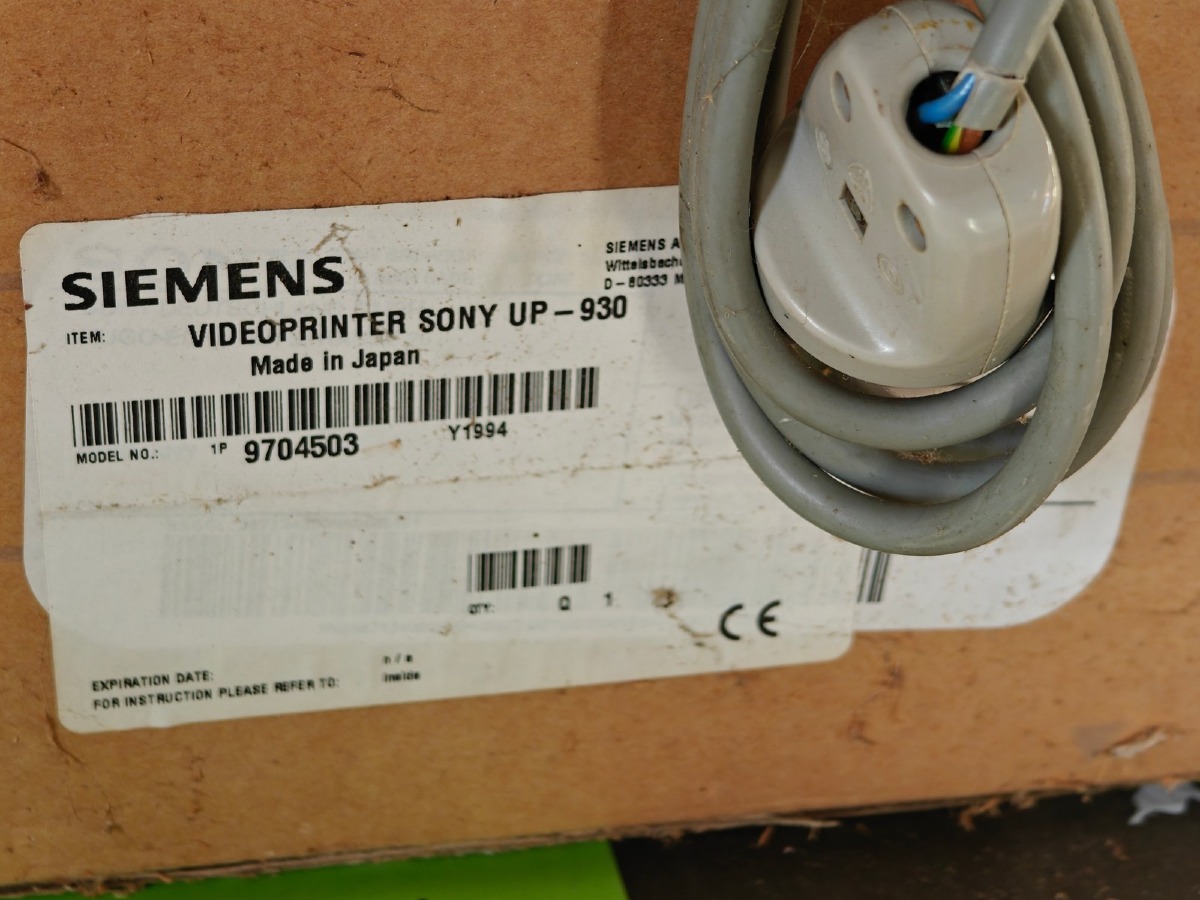 SIEMENS
SIEMENS A
Wittelsbach
D-80333 M
ITEM: VIDEOPRINTER SONY UP-930
Made in Japan
MODEL NO.: 1P 9704503 Y1994
QTY: Q 1
CE
EXPIRATION DATE: n/a
FOR INSTRUCTION PLEASE REFER TO: inside